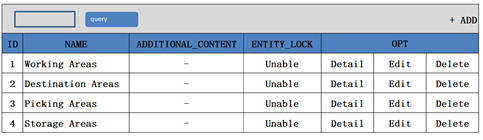 query + ADD
ID NAME ADDITIONAL_CONTENT ENTITY_LOCK OPT
1 Working Areas - Unable Detail Edit Delete
2 Destination Areas - Unable Detail Edit Delete
3 Picking Areas - Unable Detail Edit Delete
4 Storage Areas - Unable Detail Edit Delete